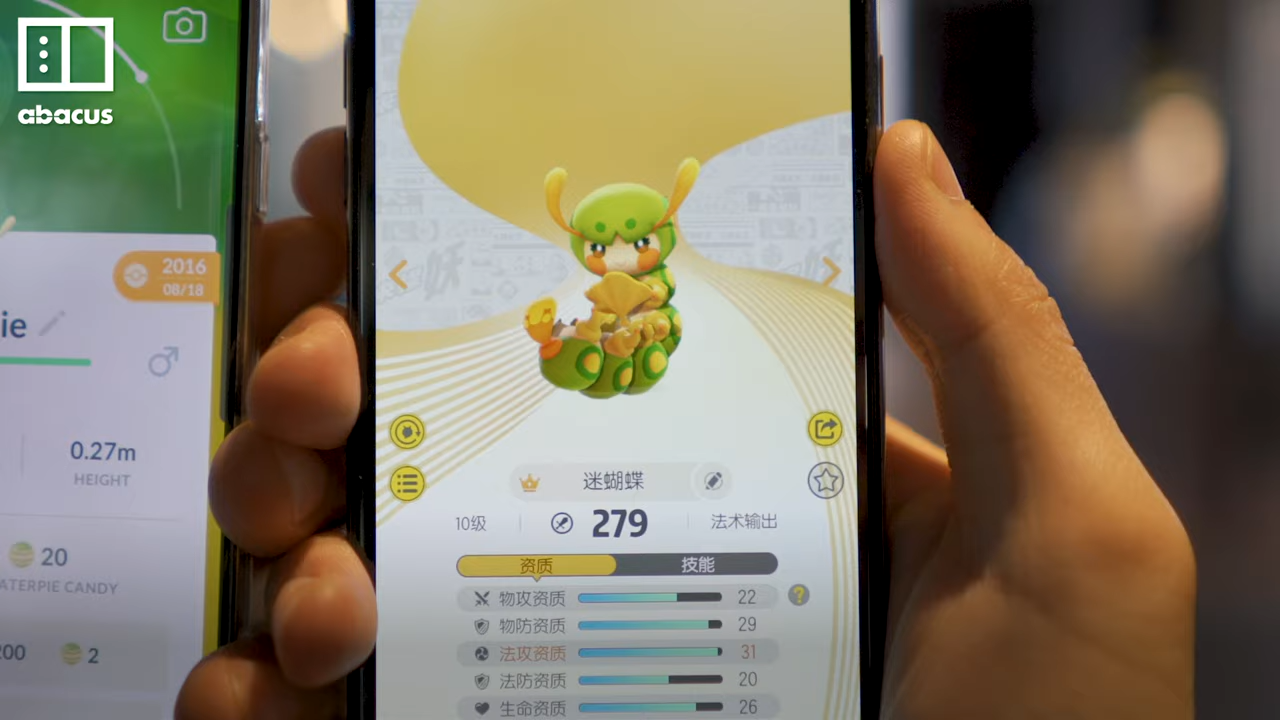 abacus
2016
08/18
ie
0.27m
HEIGHT
20
ATERPIE CANDY
200
2
妖
迷蝴蝶
10级
279
法术输出
资质
技能
物攻资质 22
?
物防资质 29
法攻资质 31
法防资质 20
生命资质 26